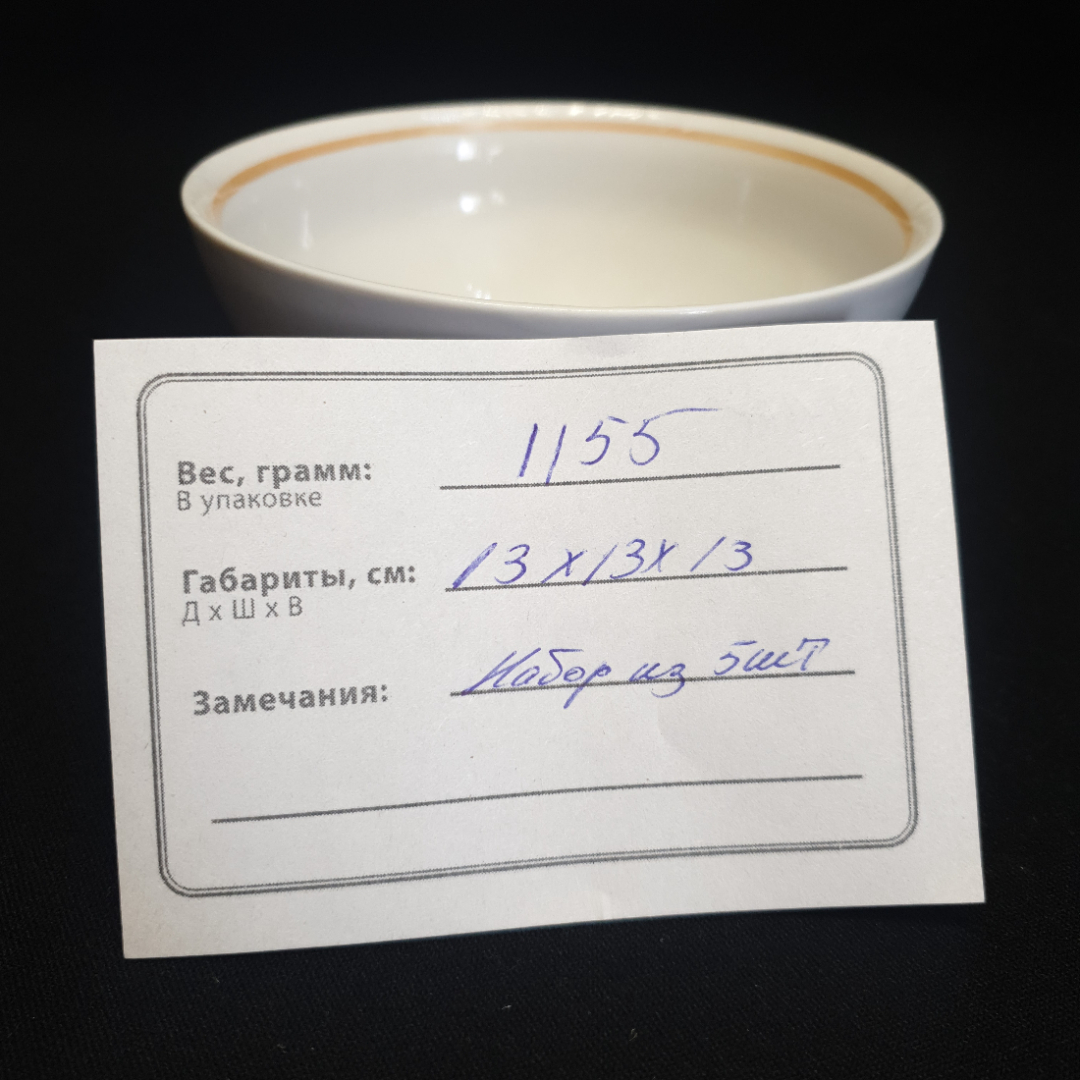 Вес, грамм: 1155
В упаковке
Габариты, см: 13 x 13 x 13
Д x Ш x В
Замечания: Набор из 5шт